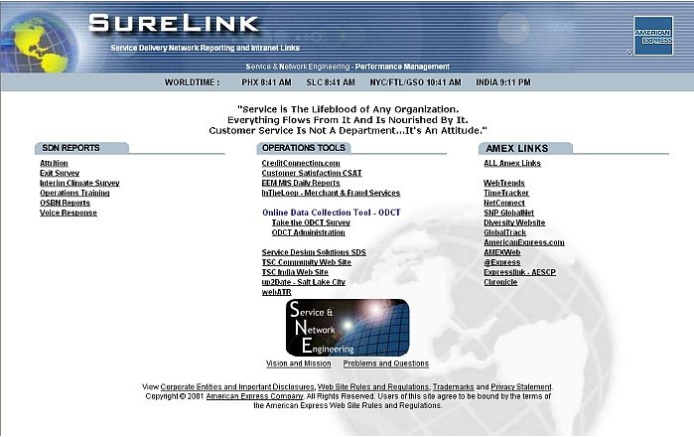 SURELINK
Service Delivery Network Reporting and Intranet Links
AMERICAN
EXPRESS
Service & Network Engineering - Performance Management
WORLDTIME : PHX 8:41 AM SLC 8:41 AM NYC/FTL/GSO 10:41 AM INDIA 9:11 PM
"Service is The Lifeblood of Any Organization.
Everything Flows From It And Is Nourished By It.
Customer Service Is Not A Department...It's An Attitude."
SDN REPORTS
Attrition
Exit Survey
Interim Climate Survey
Operations Training
OSBN Reports
Voice Response
OPERATIONS TOOLS
CreditConnection.com
Customer Satisfaction CSAT
EEM MIS Daily Reports
InTheLoop - Merchant & Fraud Services
Online Data Collection Tool - ODCT
Take the ODCT Survey
ODCT Administration
Service Design Solutions SDS
TSC Community Web Site
TSC India Web Site
up2Date - Salt Lake City
webATR
AMEX LINKS
ALL Amex Links
WebTrends
TimeTracker
NetConnect
SNP GlobalNet
Diversity Website
GlobalTrack
AmericanExpress.com
AMEXWeb
@Express
Expresslink - AESCP
Chronicle
Service &
Network
Engineering
Vision and Mission Problems and Questions
View Corporate Entities and Important Disclosures, Web Site Rules and Regulations, Trademarks and Privacy Statement.
Copyright © 2001 American Express Company. All Rights Reserved. Users of this site agree to be bound by the terms of
the American Express Web Site Rules and Regulations.